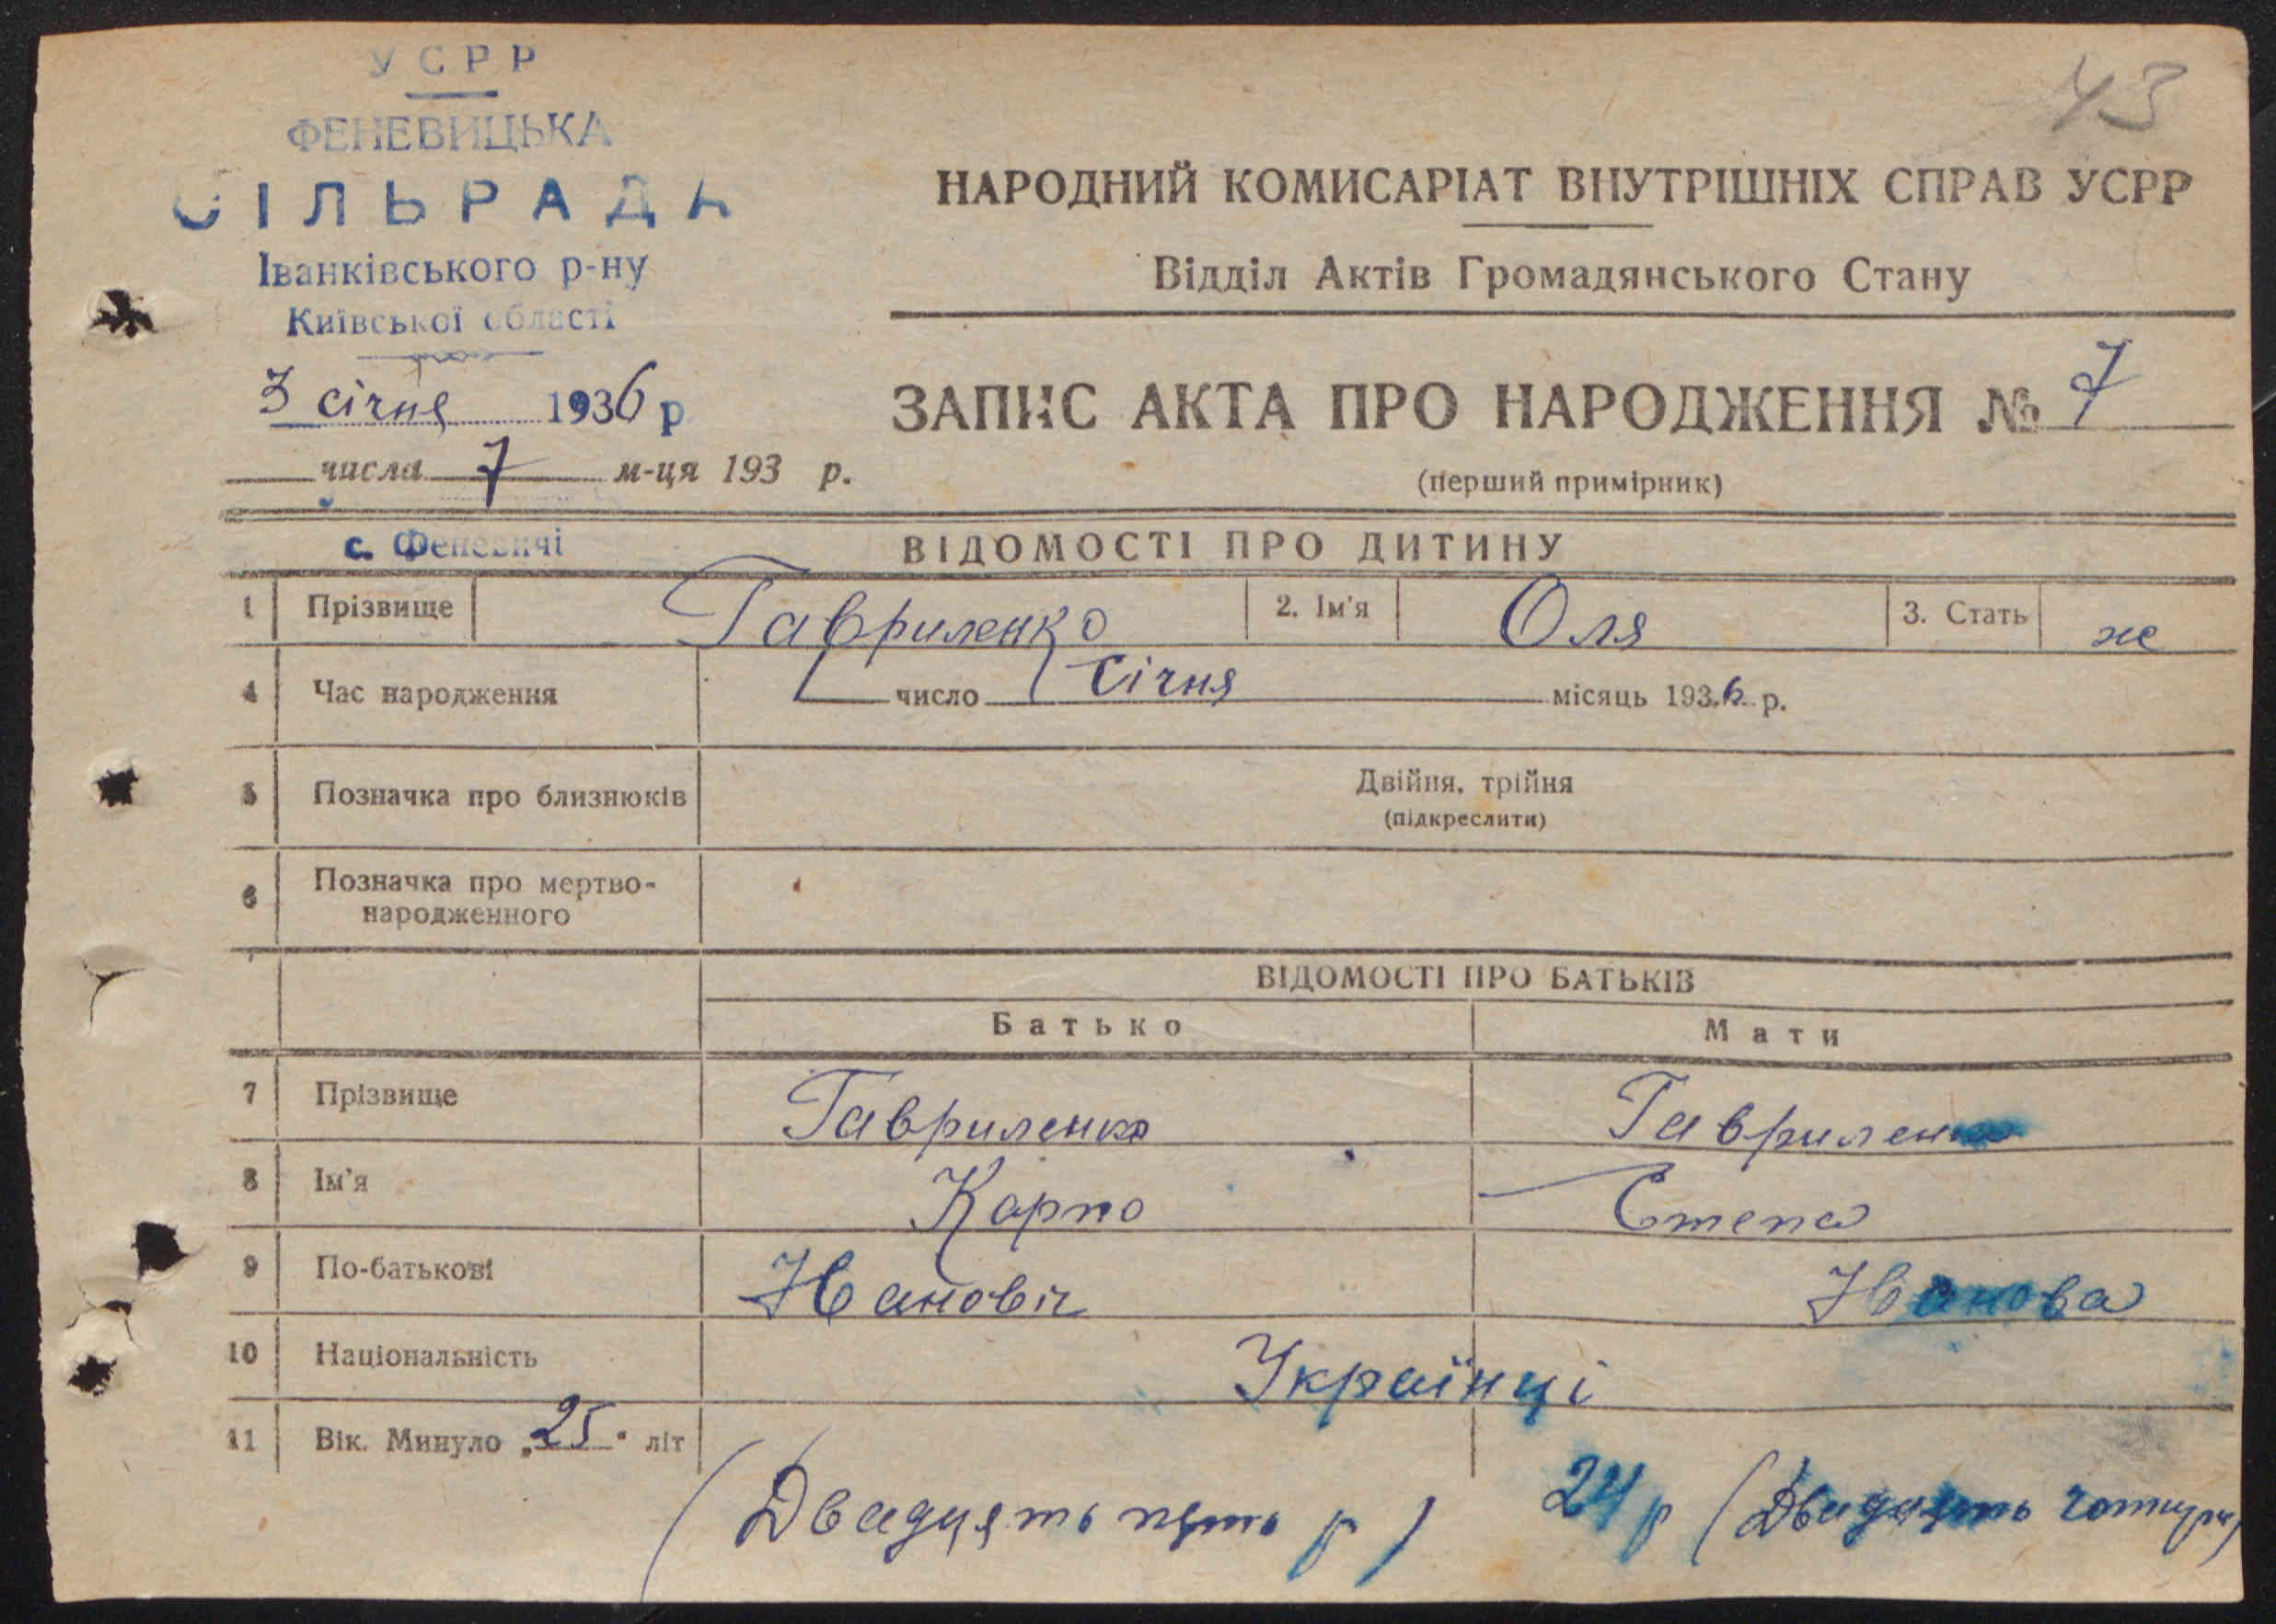 УСРР
ФЕНЕВИЦЬКА
СІЛЬРАДА
Іванківського р-ну
Київської області
3 січня 1936 р
числа 7 м-ця 193 р.
с. Феневичі
43
НАРОДНИЙ КОМИСАРІАТ ВНУТРІШНІХ СПРАВ УСРР
Відділ Актів Громадянського Стану
ЗАПИС АКТА ПРО НАРОДЖЕННЯ № 7
(перший примірник)
ВІДОМОСТІ ПРО ДИТИНУ
1 Прізвище Гавриленко 2. Ім'я Оля 3. Стать ж
4 Час народження 1 число Січня місяць 1936 р.
5 Позначка про близнюків Двійня, трійня
(підкреслити)
6 Позначка про мертво-
народженного
ВІДОМОСТІ ПРО БАТЬКІВ
Батько Мати
7 Прізвище Гавриленко Гавриленко
8 Ім'я Карпо Степа
9 По-батькові Іванович Іванова
10 Національність Українці
11 Вік. Минуло „25" літ
(Двадцять пять р) 24 р (Двадцять чотири)